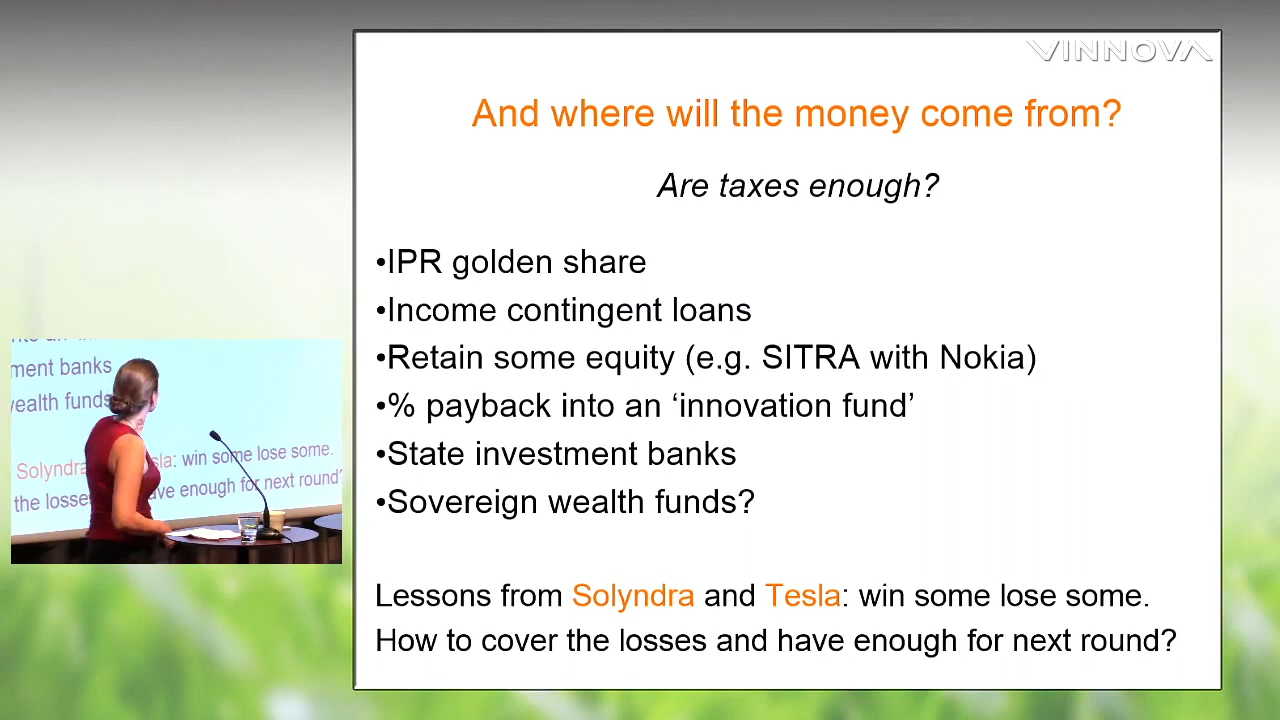 VINNOVA
And where will the money come from?
Are taxes enough?
•IPR golden share
•Income contingent loans
•Retain some equity (e.g. SITRA with Nokia)
•% payback into an ‘innovation fund’
•State investment banks
•Sovereign wealth funds?
Lessons from Solyndra and Tesla: win some lose some.
How to cover the losses and have enough for next round?
ment banks
wealth funds
Solyndra sla: win some lose some.
the losses ave enough for next round?